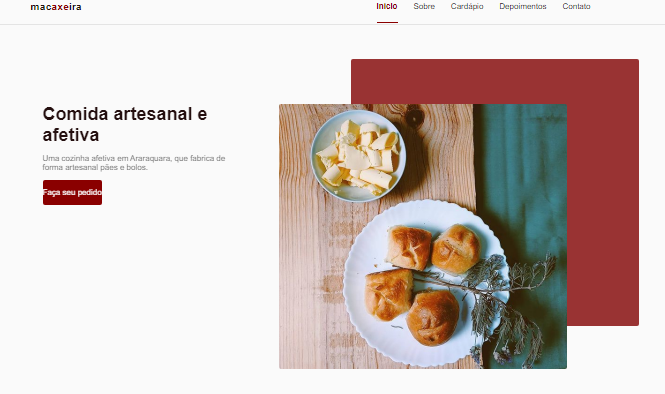 macaxeira
Início
Sobre
Cardápio
Depoimentos
Contato
Comida artesanal e
afetiva
Uma cozinha afetiva em Araraquara, que fabrica de
forma artesanal pães e bolos.
Faça seu pedido